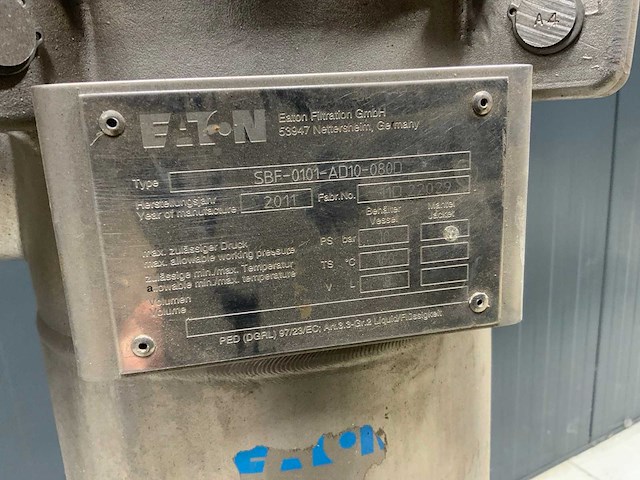 A4
EATON
Eaton Filtration GmbH
53947 Nettersheim, Germany
Type SBF-0101-AD10-080D
Herstellungsjahr
Year of manufacture 2011 Fabr.No.
Behälter Mantel
Vessel Jacket
max. zulässiger Druck
max. allowable working pressure PS bar
zulässige min./max. Temperatur
allowable min./max. temperature TS °C
Volumen
Volume V L
PED (DGRL) 97/23/EC; Art.3.3-Gr.2 Liquid/Flüssigkeit
EATON